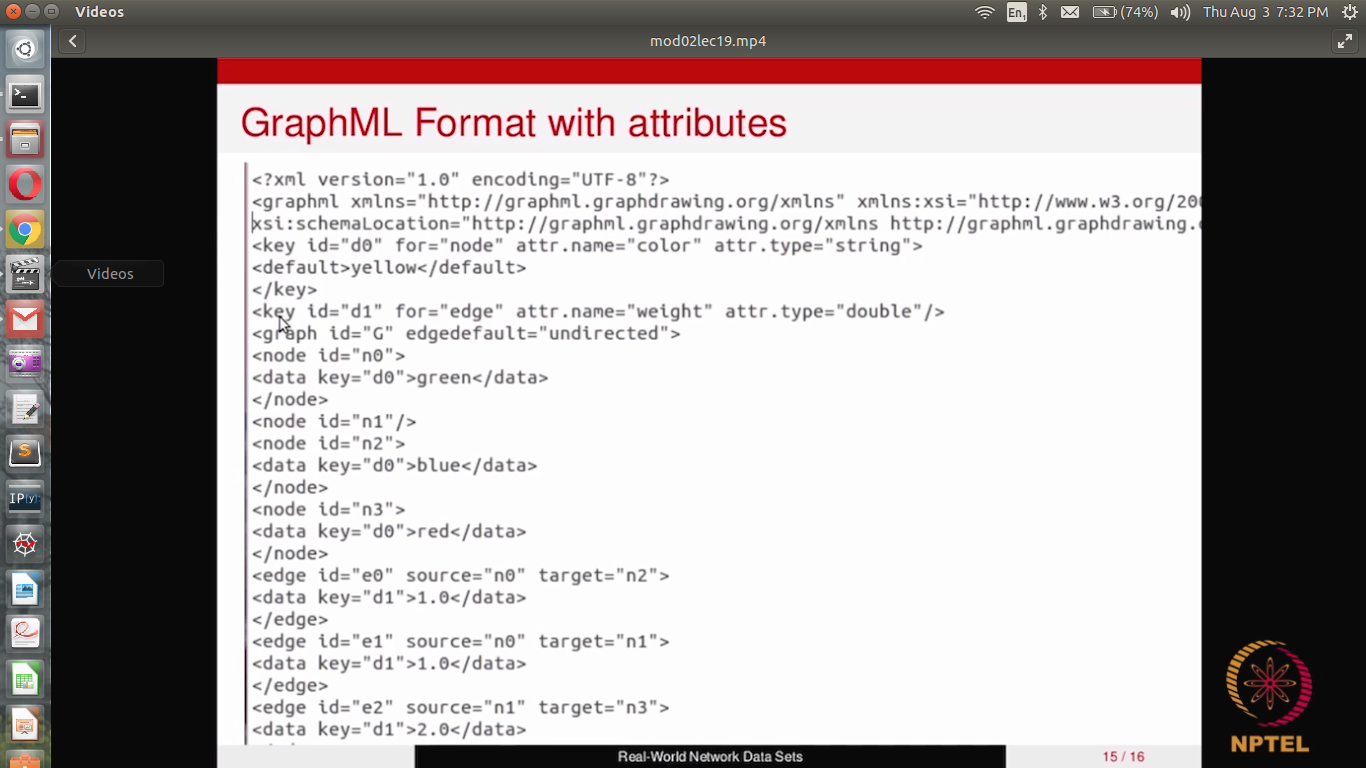 Videos
En1
(74%)
Thu Aug 3 7:32 PM
mod02lec19.mp4
GraphML Format with attributes
<?xml version="1.0" encoding="UTF-8"?>
<graphml xmlns="http://graphml.graphdrawing.org/xmlns" xmlns:xsi="http://www.w3.org/200
xsi:schemaLocation="http://graphml.graphdrawing.org/xmlns http://graphml.graphdrawing.
<key id="d0" for="node" attr.name="color" attr.type="string">
<default>yellow</default>
</key>
<key id="d1" for="edge" attr.name="weight" attr.type="double"/>
<graph id="G" edgedefault="undirected">
<node id="n0">
<data key="d0">green</data>
</node>
<node id="n1"/>
<node id="n2">
<data key="d0">blue</data>
</node>
<node id="n3">
<data key="d0">red</data>
</node>
<edge id="e0" source="n0" target="n2">
<data key="d1">1.0</data>
</edge>
<edge id="e1" source="n0" target="n1">
<data key="d1">1.0</data>
</edge>
<edge id="e2" source="n1" target="n3">
<data key="d1">2.0</data>
Real-World Network Data Sets
15 / 16
Videos
IP[y]:
NPTEL